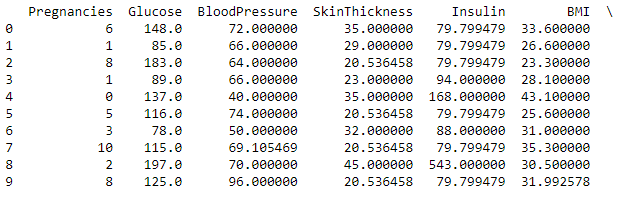 Pregnancies  Glucose  BloodPressure  SkinThickness     Insulin        BMI  \
0            6    148.0      72.000000      35.000000   79.799479  33.600000
1            1     85.0      66.000000      29.000000   79.799479  26.600000
2            8    183.0      64.000000      20.536458   79.799479  23.300000
3            1     89.0      66.000000      23.000000   94.000000  28.100000
4            0    137.0      40.000000      35.000000  168.000000  43.100000
5            5    116.0      74.000000      20.536458   79.799479  25.600000
6            3     78.0      50.000000      32.000000   88.000000  31.000000
7           10    115.0      69.105469      20.536458   79.799479  35.300000
8            2    197.0      70.000000      45.000000  543.000000  30.500000
9            8    125.0      96.000000      20.536458   79.799479  31.992578